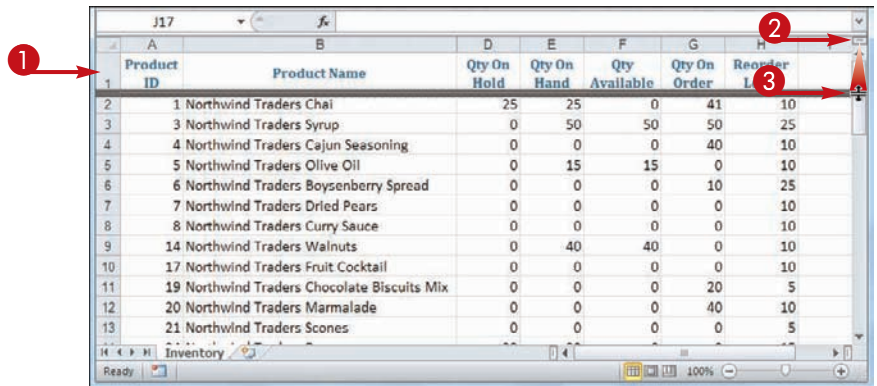 J17 fx
A B D E F G H
1 Product ID Product Name Qty On Hold Qty On Hand Qty Available Qty On Order Reorder
2 1 Northwind Traders Chai 25 25 0 41 10
3 3 Northwind Traders Syrup 0 50 50 50 25
4 4 Northwind Traders Cajun Seasoning 0 0 0 40 10
5 5 Northwind Traders Olive Oil 0 15 15 0 10
6 6 Northwind Traders Boysenberry Spread 0 0 0 10 25
7 7 Northwind Traders Dried Pears 0 0 0 0 10
8 8 Northwind Traders Curry Sauce 0 0 0 0 10
9 14 Northwind Traders Walnuts 0 40 40 0 10
10 17 Northwind Traders Fruit Cocktail 0 0 0 0 10
11 19 Northwind Traders Chocolate Biscuits Mix 0 0 0 20 5
12 20 Northwind Traders Marmalade 0 0 0 40 10
13 21 Northwind Traders Scones 0 0 0 0 5
Inventory
Ready 100%
1
2
3